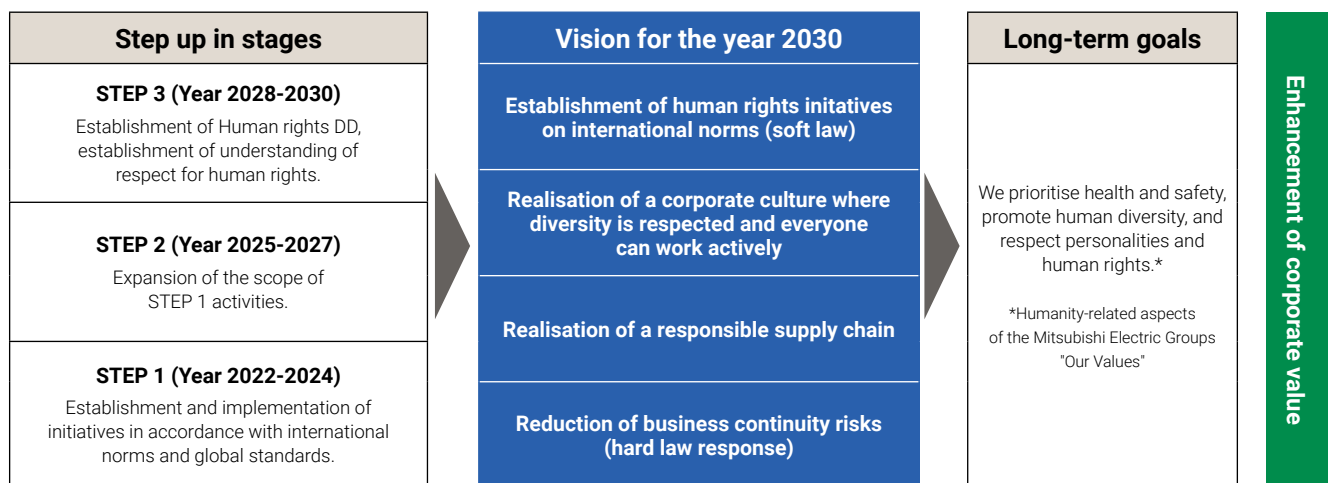 Step up in stages
STEP 3 (Year 2028-2030)
Establishment of Human rights DD,
establishment of understanding of
respect for human rights.
STEP 2 (Year 2025-2027)
Expansion of the scope of
STEP 1 activities.
STEP 1 (Year 2022-2024)
Establishment and implementation of
initiatives in accordance with international
norms and global standards.
Vision for the year 2030
Establishment of human rights initatives
on international norms (soft law)
Realisation of a corporate culture where
diversity is respected and everyone
can work actively
Realisation of a responsible supply chain
Reduction of business continuity risks
(hard law response)
Long-term goals
We prioritise health and safety,
promote human diversity, and
respect personalities and
human rights.*
*Humanity-related aspects
of the Mitsubishi Electric Groups
"Our Values"
Enhancement of corporate value